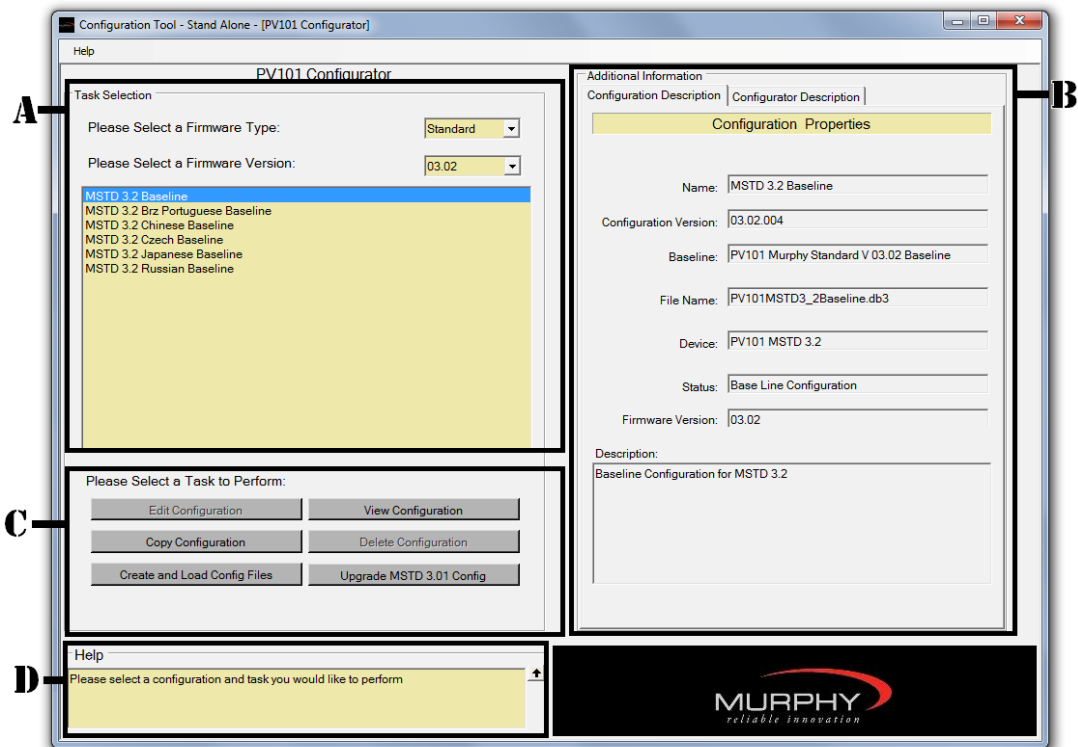 Configuration Tool - Stand Alone - [PV101 Configurator]
Help
PV101 Configurator
A
Task Selection
Please Select a Firmware Type: Standard
Please Select a Firmware Version: 03.02
MSTD 3.2 Baseline
MSTD 3.2 Brz Portuguese Baseline
MSTD 3.2 Chinese Baseline
MSTD 3.2 Czech Baseline
MSTD 3.2 Japanese Baseline
MSTD 3.2 Russian Baseline
B
Additional Information
Configuration Description Configurator Description
Configuration Properties
Name: MSTD 3.2 Baseline
Configuration Version: 03.02.004
Baseline: PV101 Murphy Standard V 03.02 Baseline
File Name: PV101MSTD3_2Baseline.db3
Device: PV101 MSTD 3.2
Status: Base Line Configuration
Firmware Version: 03.02
Description:
Baseline Configuration for MSTD 3.2
C
Please Select a Task to Perform:
Edit Configuration View Configuration
Copy Configuration Delete Configuration
Create and Load Config Files Upgrade MSTD 3.01 Config
D
Help
Please select a configuration and task you would like to perform
MURPHY
reliable innovation